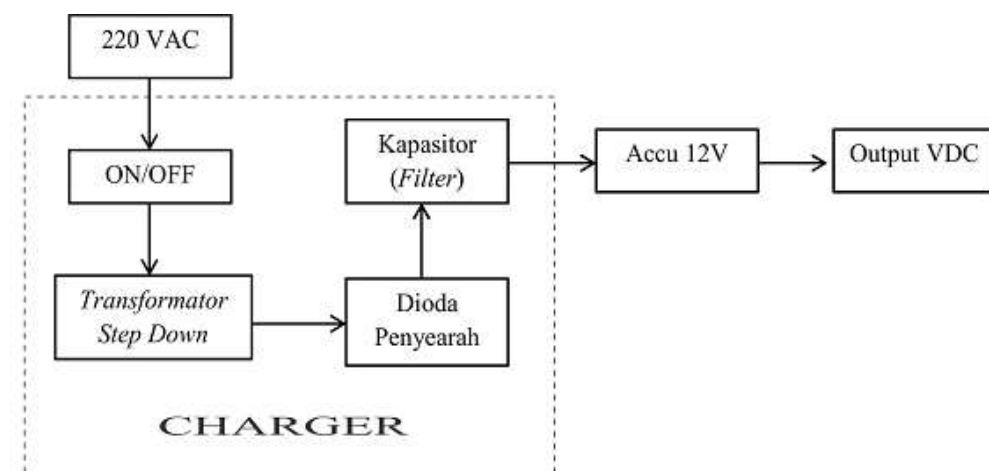 220 VAC
ON/OFF
Transformator
Step Down
Dioda
Penyearah
Kapasitor
(Filter)
Accu 12V
Output VDC
CHARGER